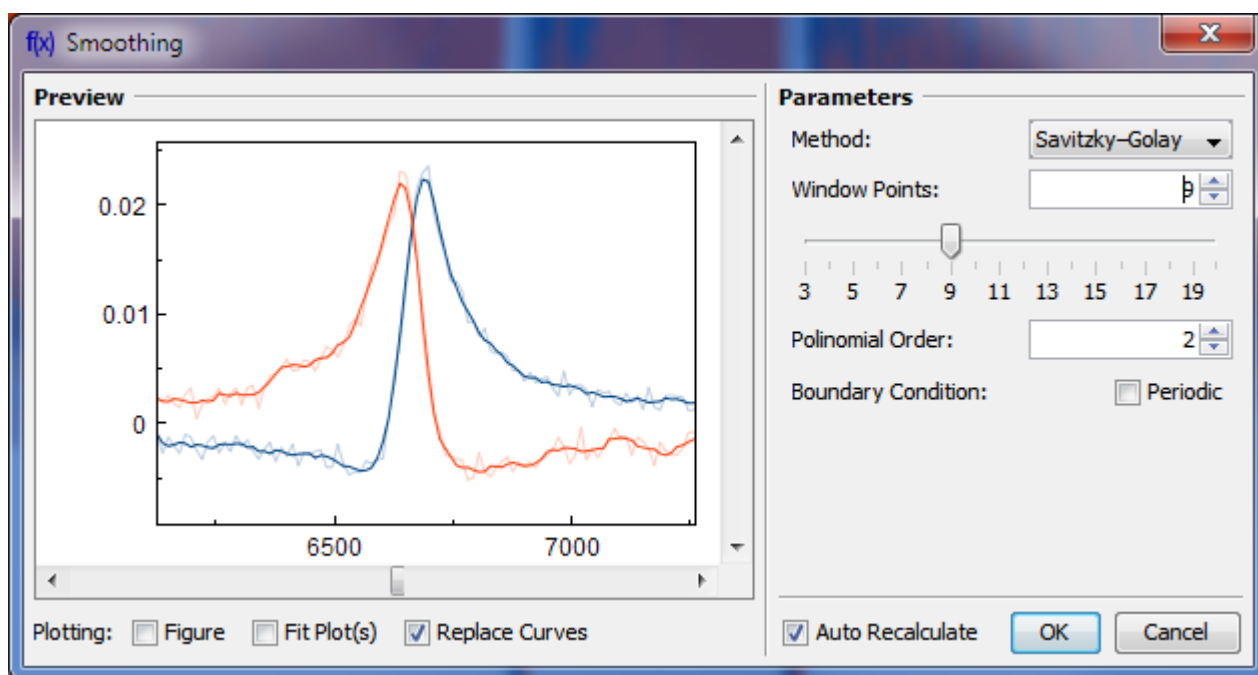 f(x) Smoothing
Preview
0.02
0.01
0
6500 7000
Plotting: Figure Fit Plot(s) Replace Curves
Parameters
Method: Savitzky–Golay
Window Points: 9
3 5 7 9 11 13 15 17 19
Polinomial Order: 2
Boundary Condition: Periodic
Auto Recalculate OK Cancel